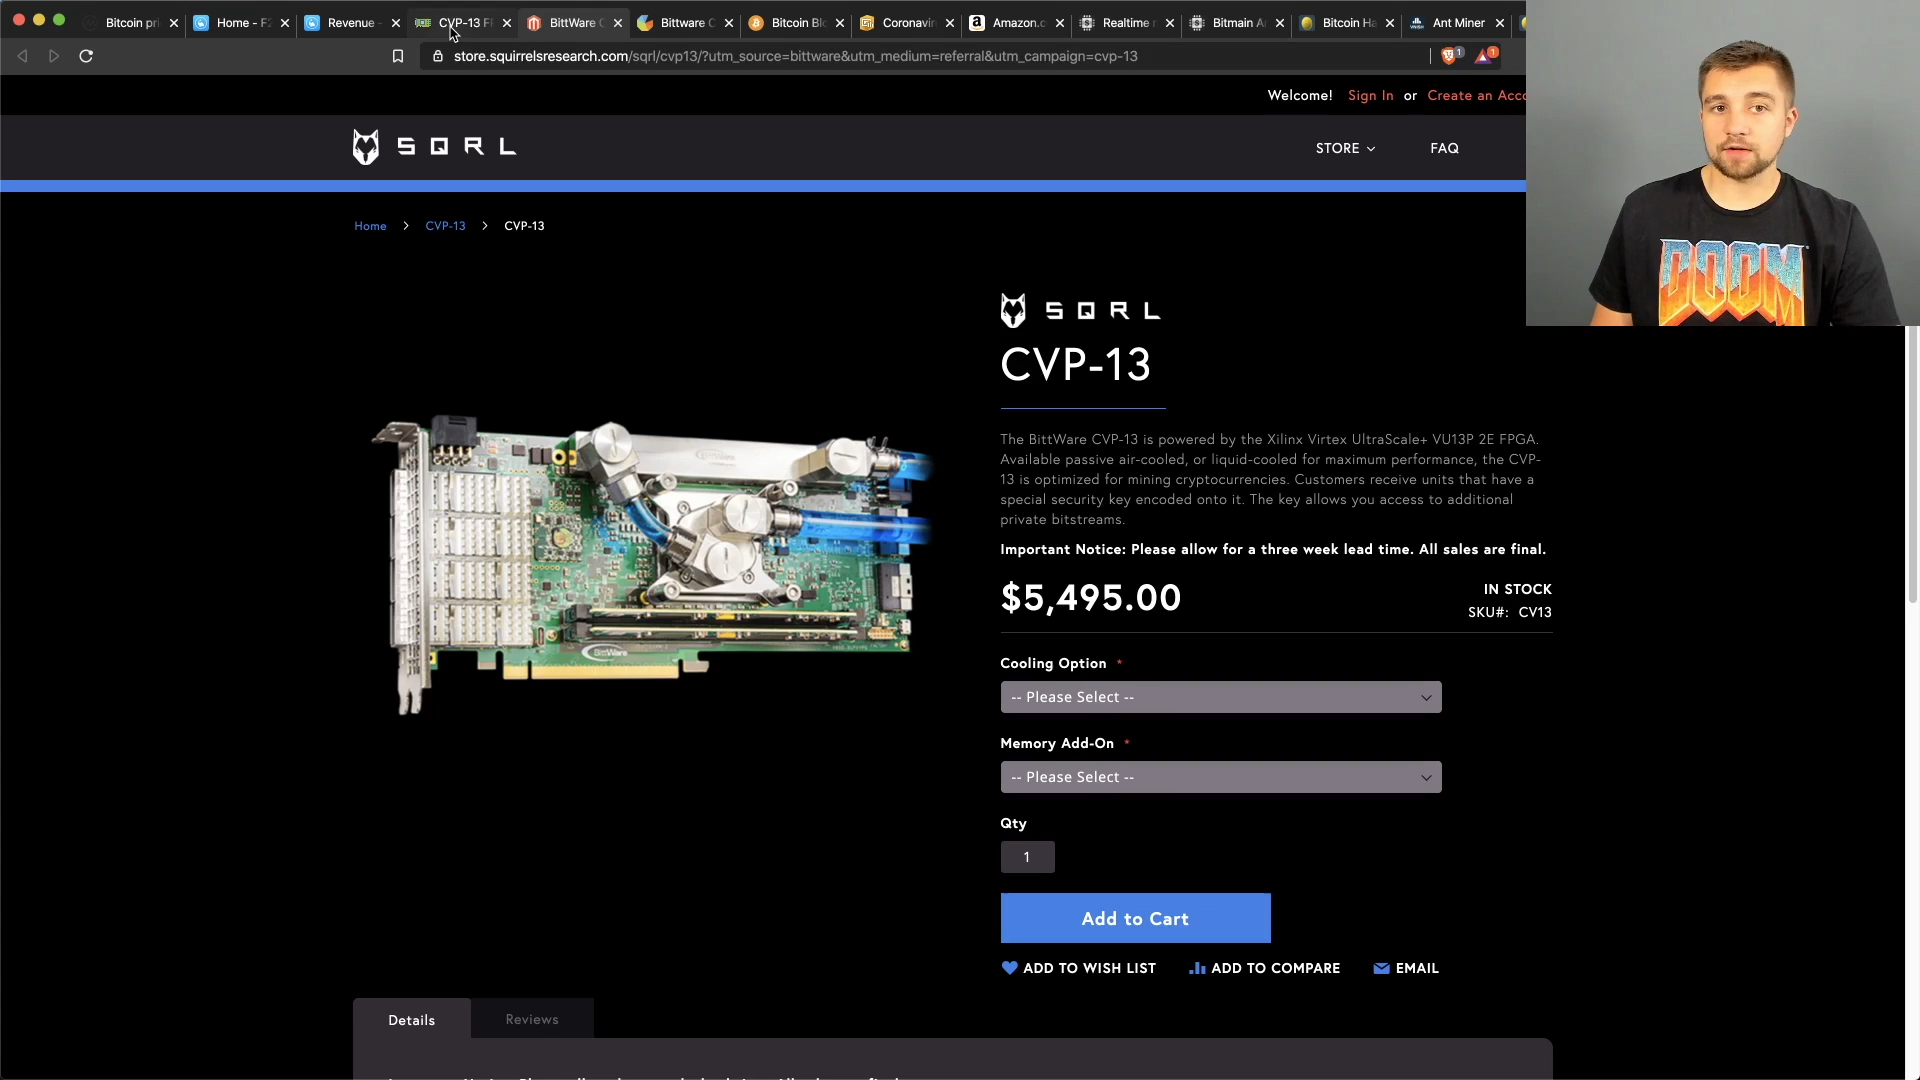 Bitcoin pri
Home - F2
Revenue -
CVP-13 FP
BittWare C
Bittware C
Bitcoin Blo
Coronavir
Amazon.c
Realtime m
Bitmain A
Bitcoin Ha
Ant Miner
store.squirrelsresearch.com/sqrl/cvp13/?utm_source=bittware&utm_medium=referral&utm_campaign=cvp-13
1
1
Welcome! Sign In or Create an Acco
SQRL
STORE
FAQ
Home > CVP-13 > CVP-13
SQRL
CVP-13
The BittWare CVP-13 is powered by the Xilinx Virtex UltraScale+ VU13P 2E FPGA.
Available passive air-cooled, or liquid-cooled for maximum performance, the CVP-
13 is optimized for mining cryptocurrencies. Customers receive units that have a
special security key encoded onto it. The key allows you access to additional
private bitstreams.
Important Notice: Please allow for a three week lead time. All sales are final.
$5,495.00
IN STOCK
SKU#: CV13
Cooling Option *
-- Please Select --
Memory Add-On *
-- Please Select --
Qty
1
Add to Cart
ADD TO WISH LIST
ADD TO COMPARE
EMAIL
Details
Reviews
BittWare
DOOM